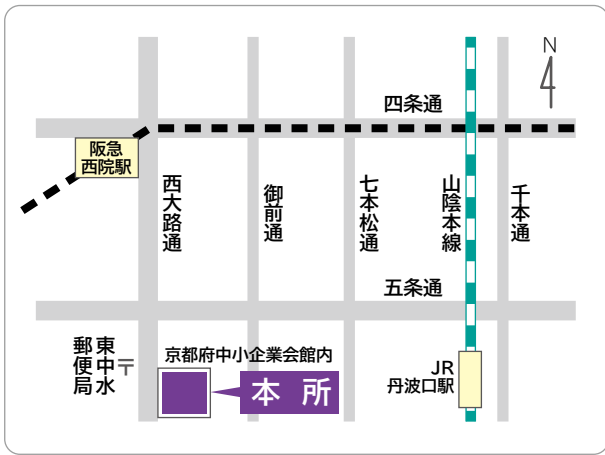 N
四条通
阪急
西院駅
西大路通
御前通
七本松通
山陰本線
千本通
五条通
京都府中小企業会館内
東中水
郵便局
〒
本所
JR
丹波口駅